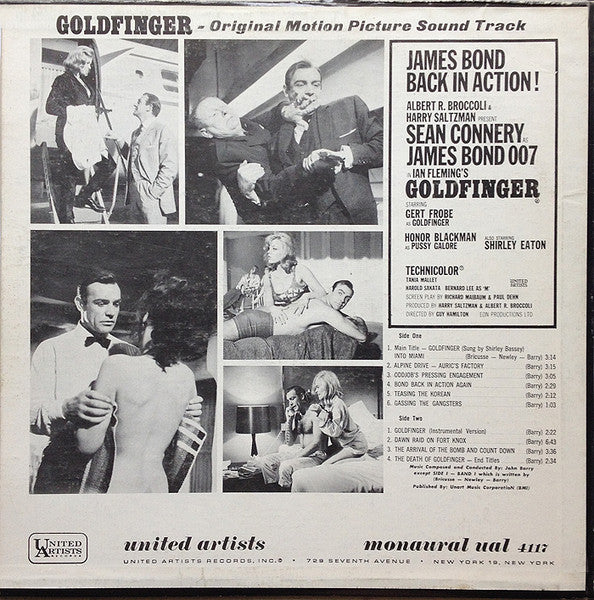 GOLDFINGER - Original Motion Picture Sound Track
JAMES BOND
BACK IN ACTION!
ALBERT R. BROCCOLI &
HARRY SALTZMAN PRESENT
SEAN CONNERY AS
JAMES BOND 007
IN IAN FLEMING'S
GOLDFINGER
STARRING
GERT FROBE
AS GOLDFINGER
HONOR BLACKMAN
AS PUSSY GALORE
ALSO STARRING
SHIRLEY EATON
TECHNICOLOR®
TANIA MALLET
HAROLD SAKATA BERNARD LEE AS 'M'
UNITED ARTISTS
SCREEN PLAY BY RICHARD MAIBAUM & PAUL DEHN
PRODUCED BY HARRY SALTZMAN & ALBERT R. BROCCOLI
DIRECTED BY GUY HAMILTON EON PRODUCTIONS LTD
Side One
1. Main Title — GOLDFINGER (Sung by Shirley Bassey)
INTO MIAMI (Bricusse — Newley — Barry) 3:14
2. ALPINE DRIVE — AURIC'S FACTORY (Barry) 3:15
3. ODDJOB'S PRESSING ENGAGEMENT (Barry) 3:05
4. BOND BACK IN ACTION AGAIN (Barry) 2:29
5. TEASING THE KOREAN (Barry) 2:12
6. GASSING THE GANGSTERS (Barry) 1:03
Side Two
1. GOLDFINGER (Instrumental Version) (Barry) 2:22
2. DAWN RAID ON FORT KNOX (Barry) 6:43
3. THE ARRIVAL OF THE BOMB AND COUNT DOWN (Barry) 3:36
4. THE DEATH OF GOLDFINGER — End Titles (Barry) 2:34
Music Composed and Conducted By: John Barry
except SIDE I — BAND 1 which is written by
(Bricusse — Newley — Barry)
Published By: Unart Music Corporation (BMI)
UNITED
ARTISTS
RECORDS
united artists
monaural ual 4117
UNITED ARTISTS RECORDS, INC.® • 729 SEVENTH AVENUE • NEW YORK 19, NEW YORK